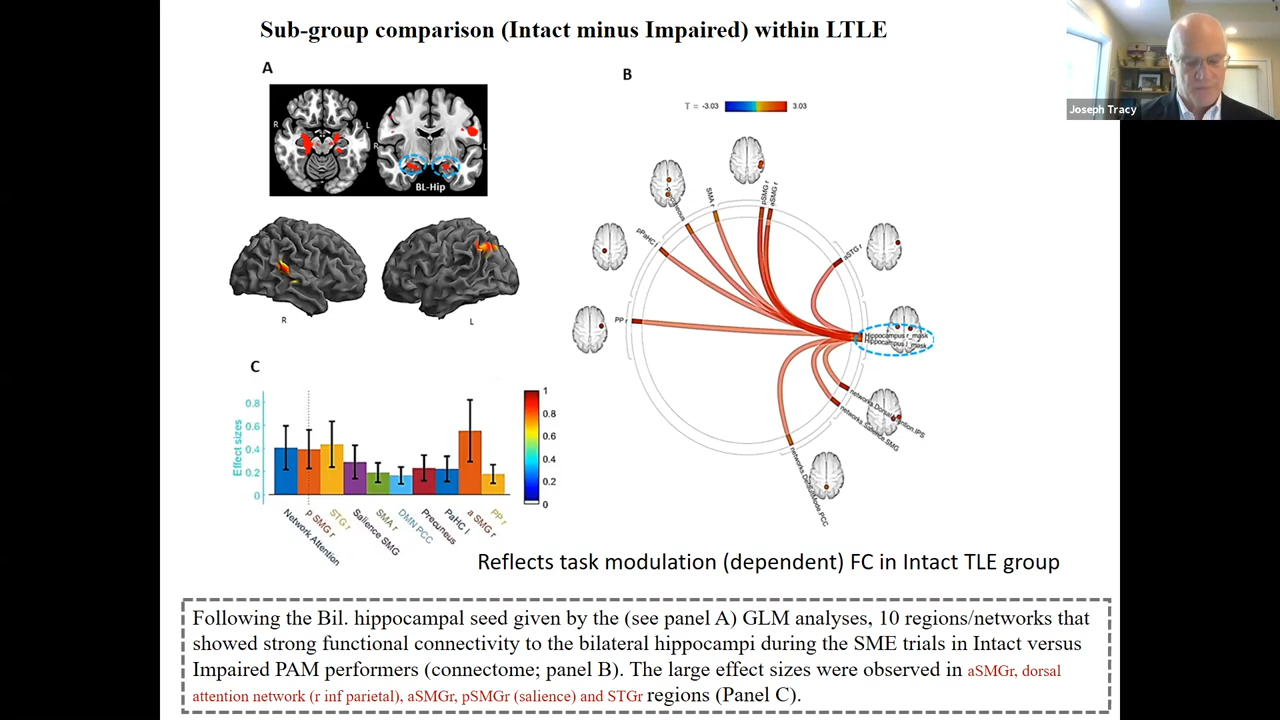 Sub-group comparison (Intact minus Impaired) within LTLE
Joseph Tracy
A
B
T = -3.03
3.03
R
L
R
L
BL-Hip
R
L
pSMG r
aSMG r
SMA r
pPaHC l
aSTG r
PP r
Hippocampus r_mask
Hippocampus l_mask
networks.Salience.SMG
C
Effect sizes
0.8
0.6
0.4
0.2
0
1
0.8
0.6
0.4
0.2
0
Network Attention
p SMG r
STG r
Salience SMG
SMA r
DMN PCC
Precuneus
PaHC l
a SMG r
PP r
Reflects task modulation (dependent) FC in Intact TLE group
Following the Bil. hippocampal seed given by the (see panel A) GLM analyses, 10 regions/networks that
showed strong functional connectivity to the bilateral hippocampi during the SME trials in Intact versus
Impaired PAM performers (connectome; panel B). The large effect sizes were observed in aSMGr, dorsal
attention network (r inf parietal), aSMGr, pSMGr (salience) and STGr regions (Panel C).